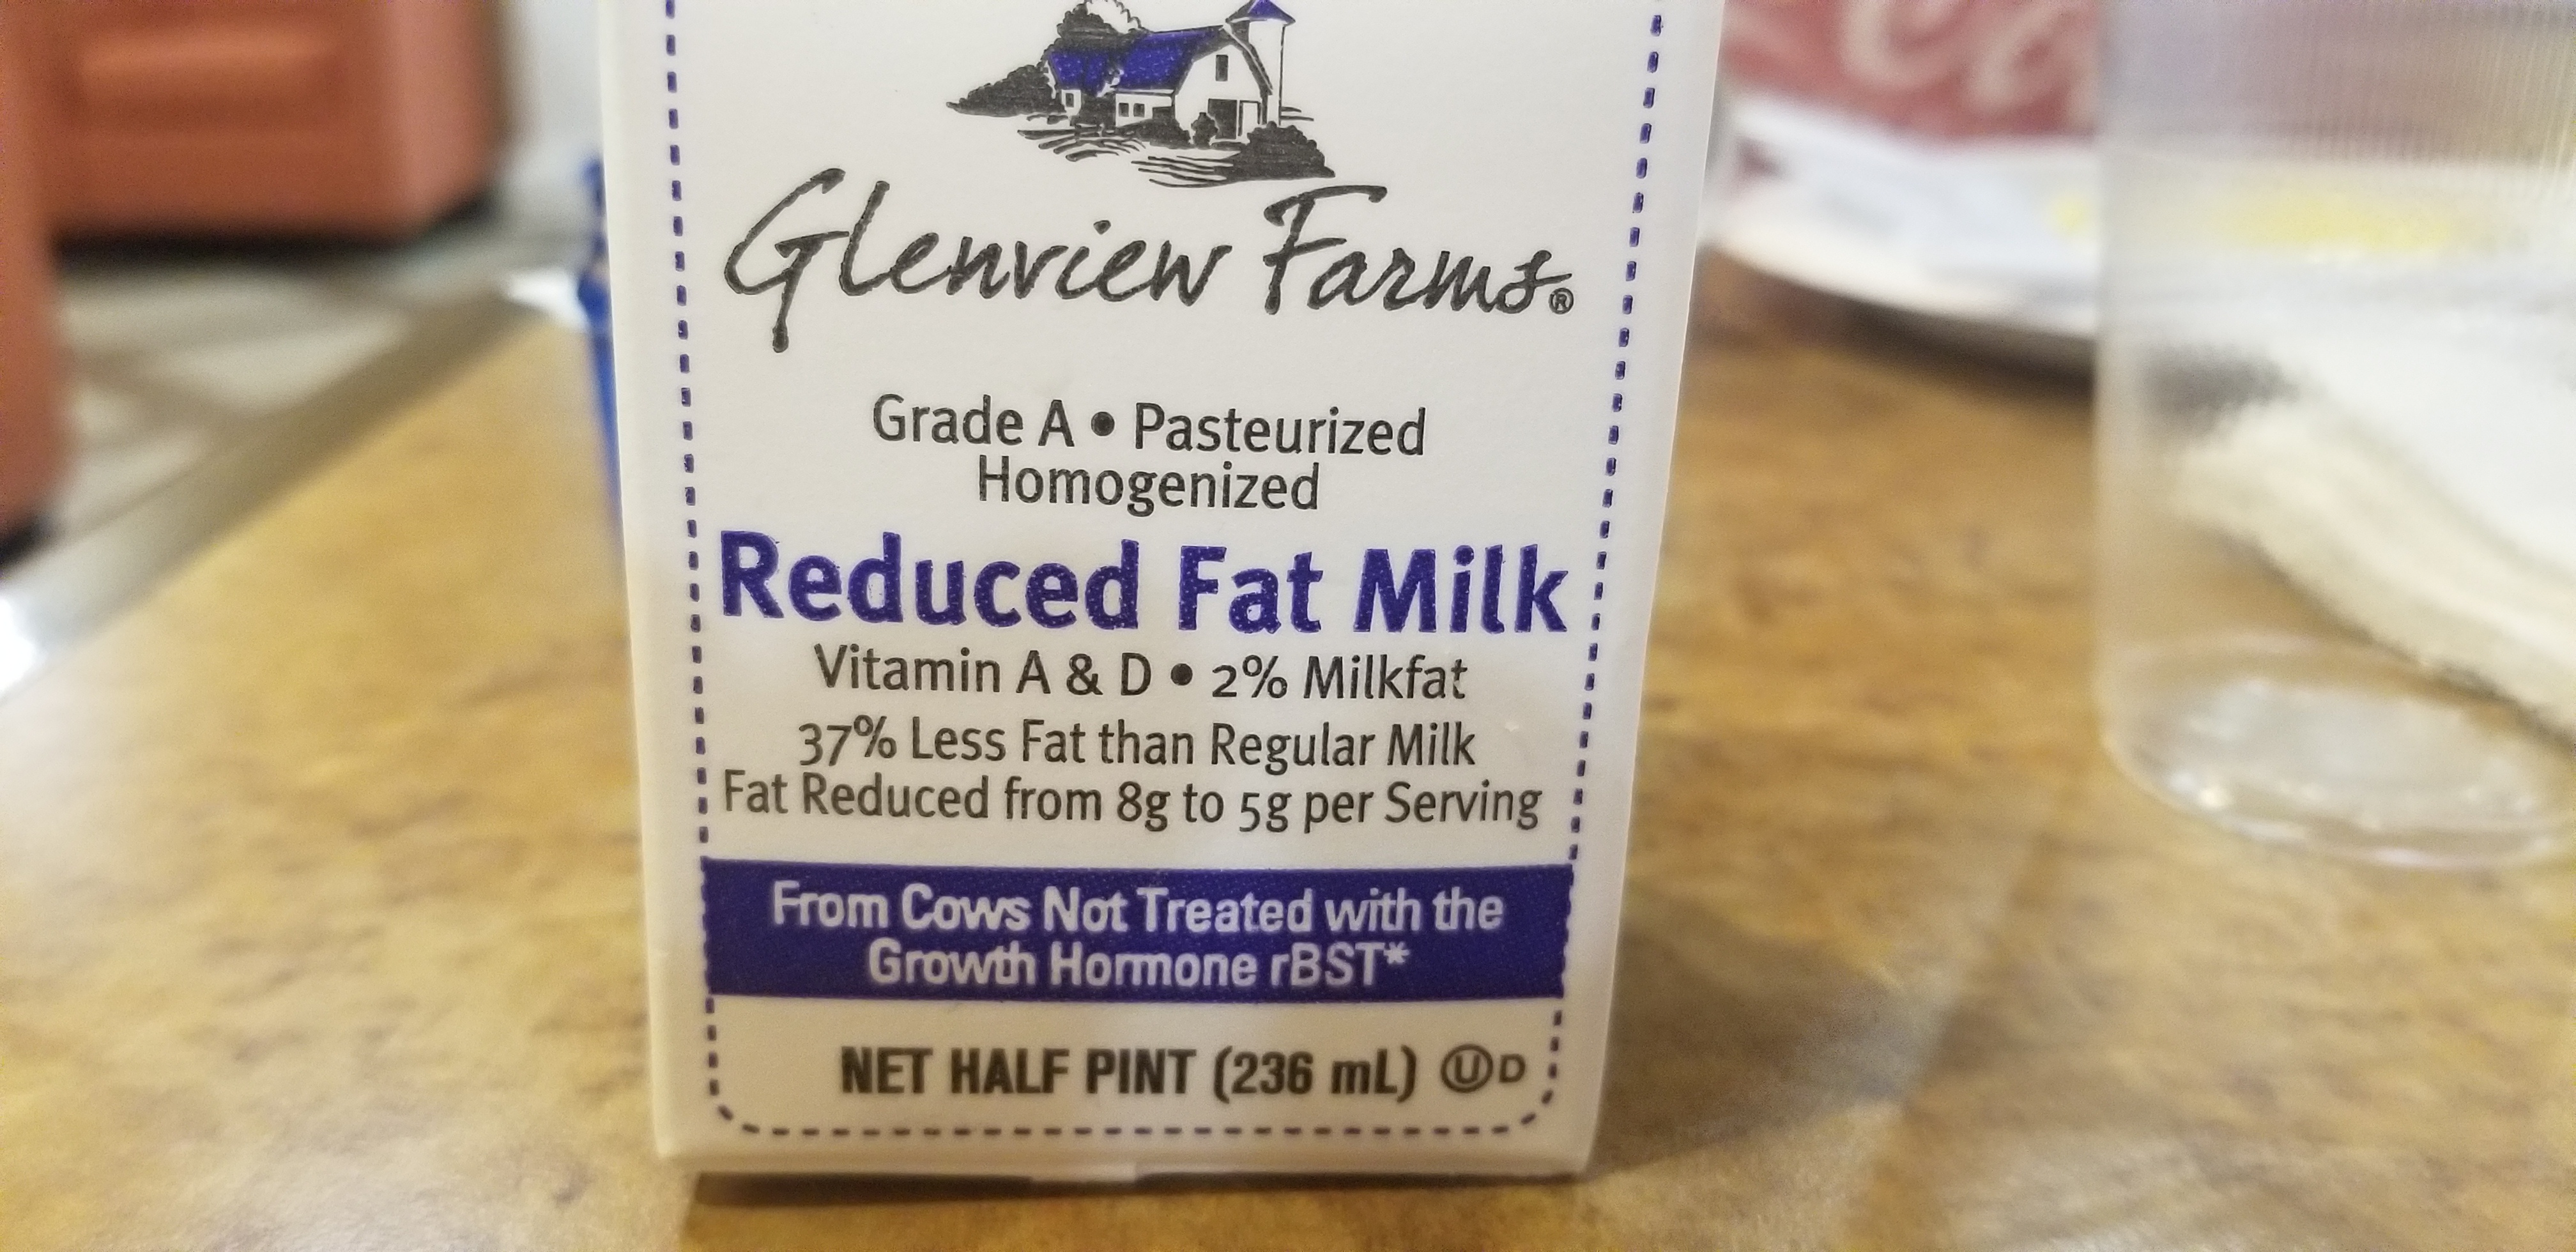 Glenview Farms®
Grade A • Pasteurized
Homogenized
Reduced Fat Milk
Vitamin A & D • 2% Milkfat
37% Less Fat than Regular Milk
Fat Reduced from 8g to 5g per Serving
From Cows Not Treated with the
Growth Hormone rBST*
NET HALF PINT (236 mL) Ⓤ D